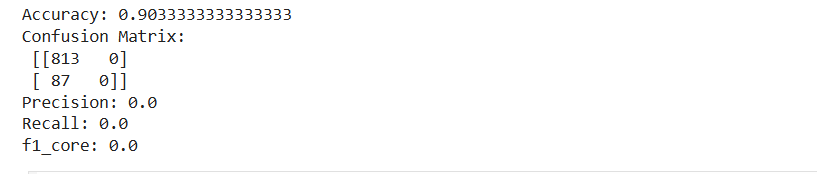 Accuracy: 0.9033333333333333
Confusion Matrix:
[[813   0]
[ 87   0]]
Precision: 0.0
Recall: 0.0
f1_core: 0.0